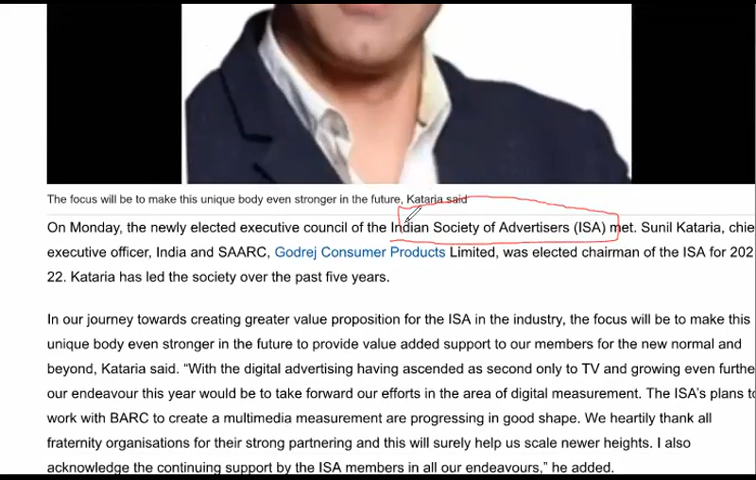 The focus will be to make this unique body even stronger in the future, Kataria said
On Monday, the newly elected executive council of the Indian Society of Advertisers (ISA) met. Sunil Kataria, chie
executive officer, India and SAARC, Godrej Consumer Products Limited, was elected chairman of the ISA for 202
22. Kataria has led the society over the past five years.
In our journey towards creating greater value proposition for the ISA in the industry, the focus will be to make this
unique body even stronger in the future to provide value added support to our members for the new normal and
beyond, Kataria said. “With the digital advertising having ascended as second only to TV and growing even furthe
our endeavour this year would be to take forward our efforts in the area of digital measurement. The ISA’s plans to
work with BARC to create a multimedia measurement are progressing in good shape. We heartily thank all
fraternity organisations for their strong partnering and this will surely help us scale newer heights. I also
acknowledge the continuing support by the ISA members in all our endeavours,” he added.